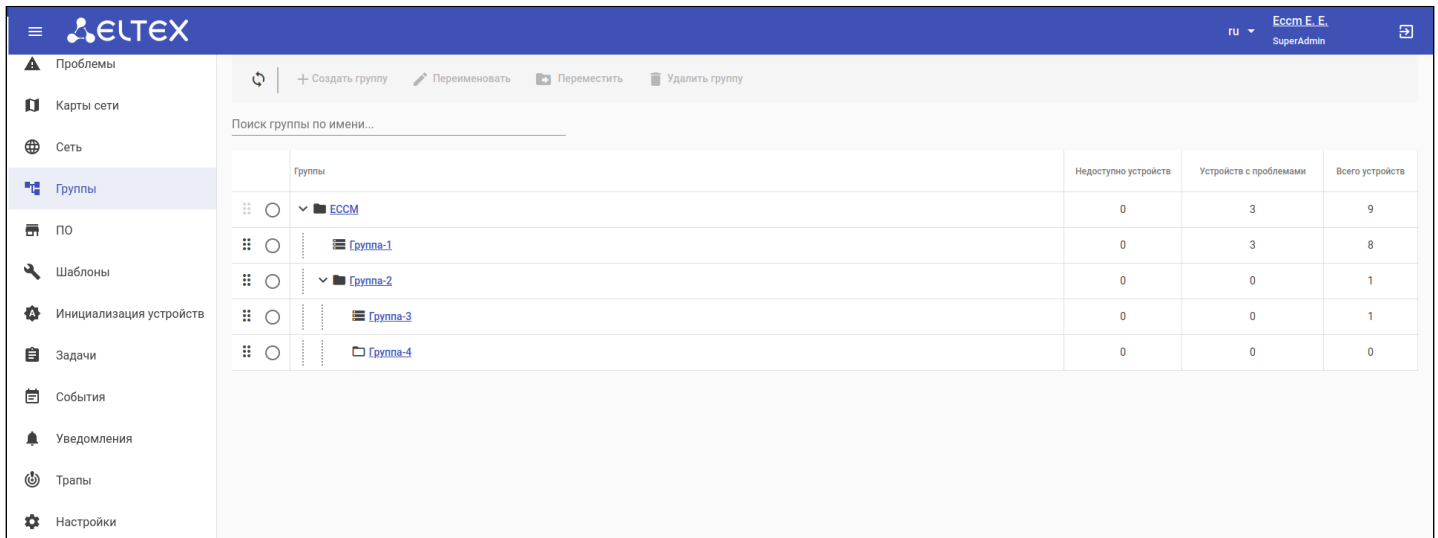 ELTEX
ru
Eccm E. E.
SuperAdmin
Проблемы
Карты сети
Сеть
Группы
ПО
Шаблоны
Инициализация устройств
Задачи
События
Уведомления
Трапы
Настройки
Создать группу Переименовать Переместить Удалить группу
Поиск группы по имени...
Группы Недоступно устройств Устройств с проблемами Всего устройств
ECCM 0 3 9
Группа-1 0 3 8
Группа-2 0 0 1
Группа-3 0 0 1
Группа-4 0 0 0